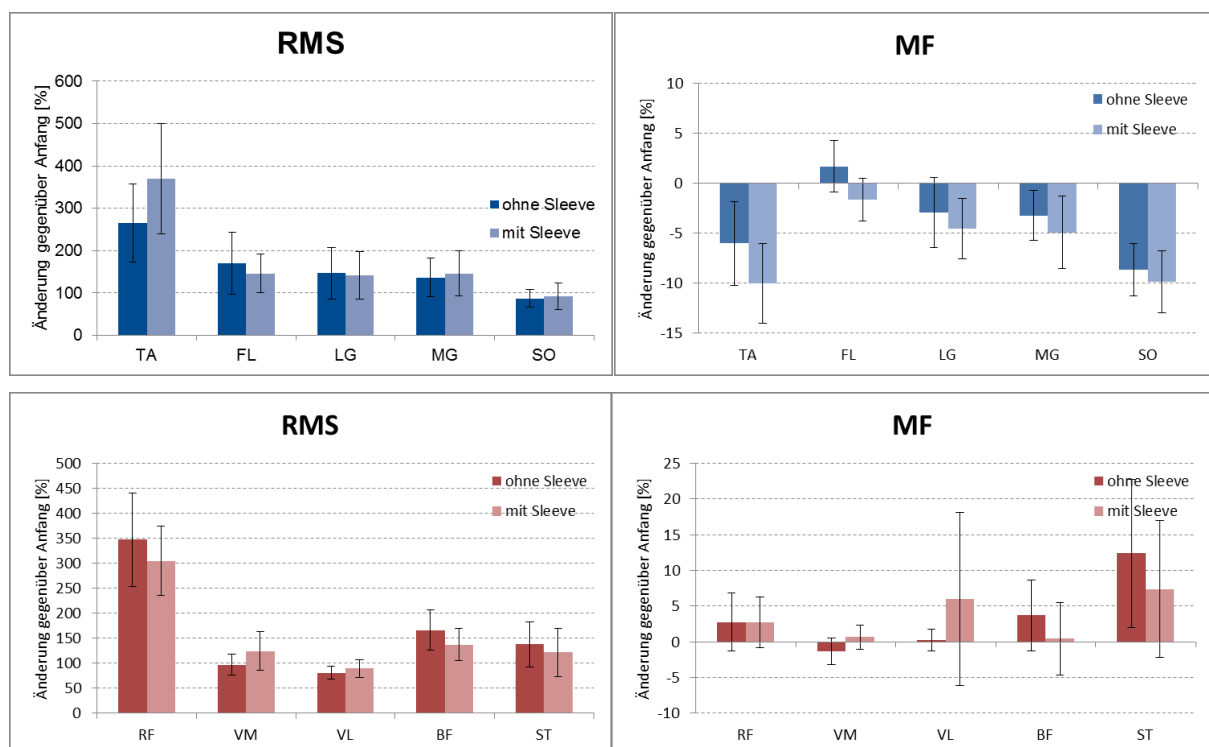 RMS
Änderung gegenüber Anfang [%]
600
500
400
300
200
100
0
ohne Sleeve
mit Sleeve
TA FL LG MG SO
MF
Änderung gegenüber Anfang [%]
10
5
0
-5
-10
-15
ohne Sleeve
mit Sleeve
TA FL LG MG SO
RMS
Änderung gegenüber Anfang [%]
500
450
400
350
300
250
200
150
100
50
0
ohne Sleeve
mit Sleeve
RF VM VL BF ST
MF
Änderung gegenüber Anfang [%]
25
20
15
10
5
0
-5
-10
ohne Sleeve
mit Sleeve
RF VM VL BF ST